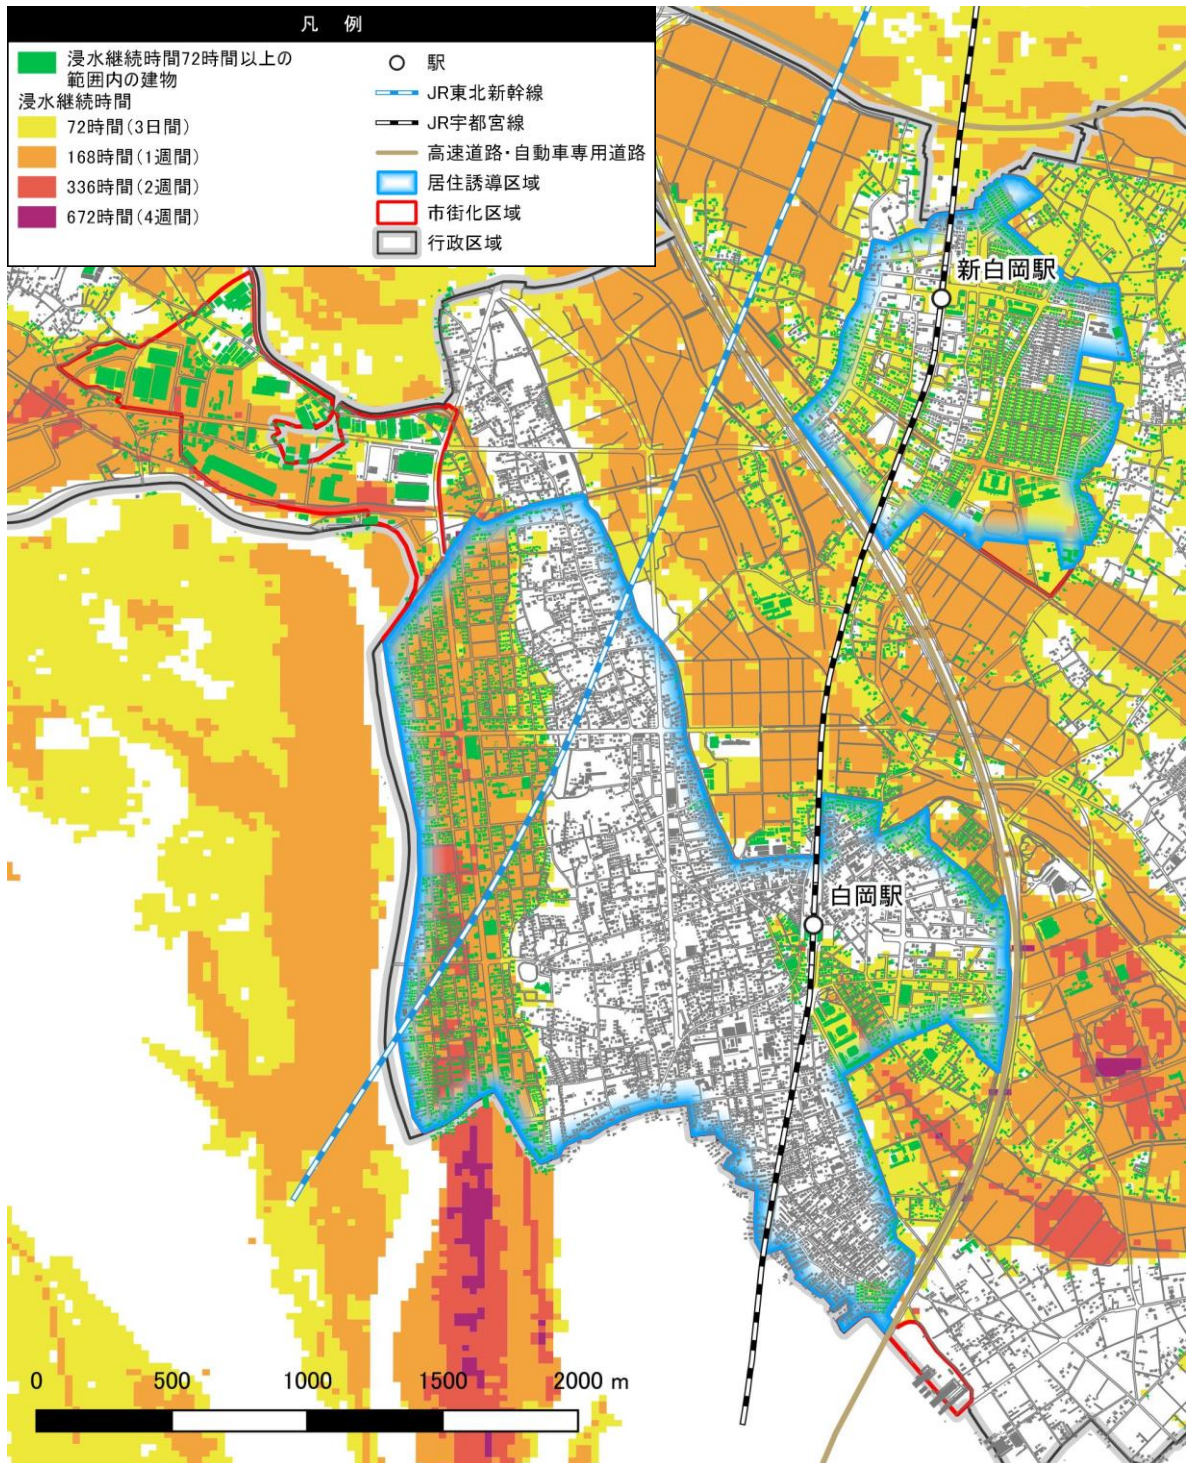 凡 例
浸水継続時間72時間以上の
範囲内の建物
浸水継続時間
72時間(3日間)
168時間(1週間)
336時間(2週間)
672時間(4週間)
駅
JR東北新幹線
JR宇都宮線
高速道路・自動車専用道路
居住誘導区域
市街化区域
行政区域
新白岡駅
白岡駅
0 500 1000 1500 2000 m